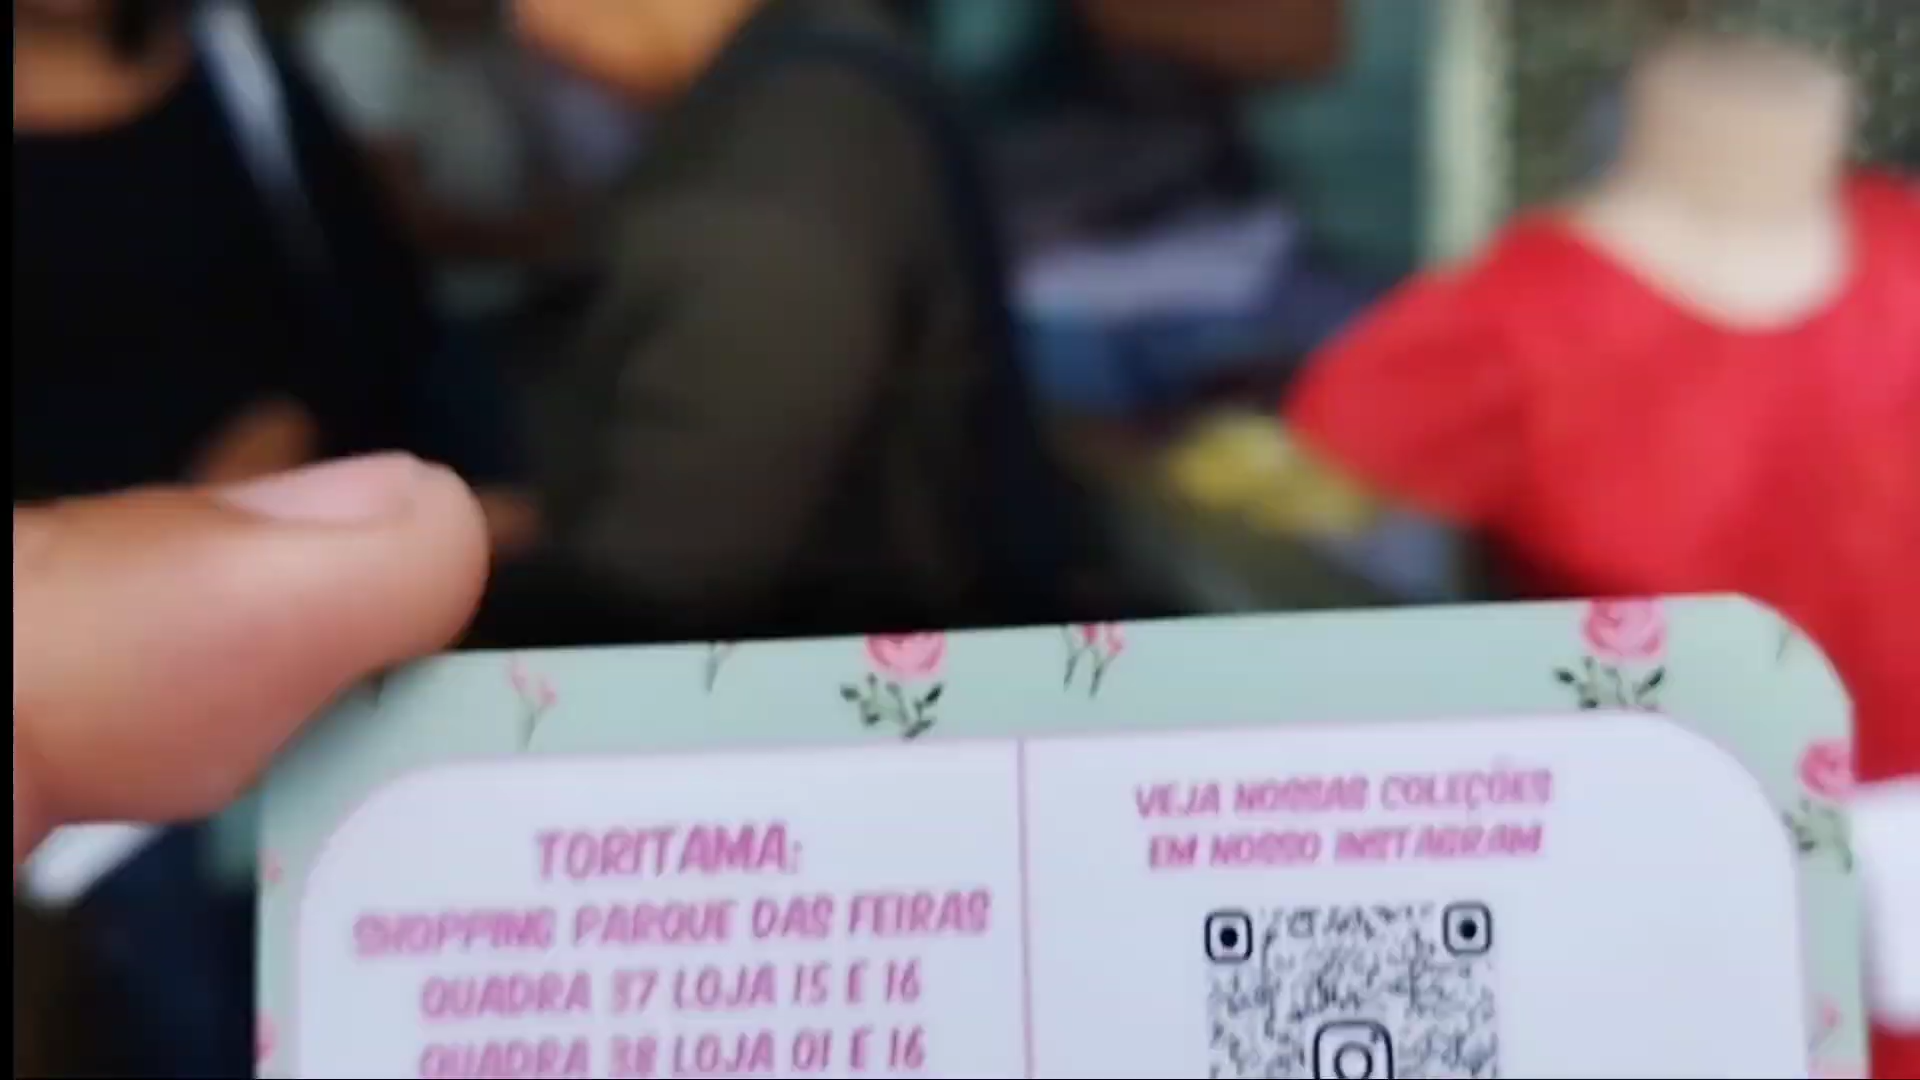 TORITAMA:
SHOPPING PARQUE DAS FEIRAS
QUADRA 37 LOJA 15 E 16
QUADRA 38 LOJA 01 E 16
VEJA NOSSAS COLEÇÕES
EM NOSSO INSTAGRAM